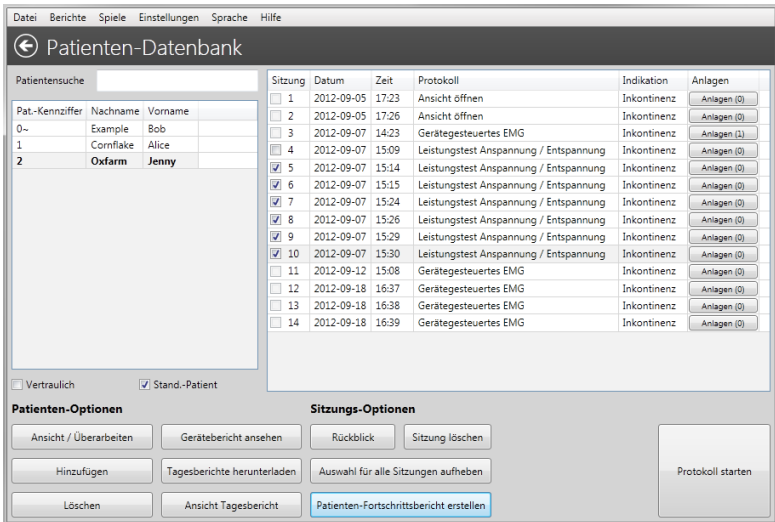 Datei Berichte Spiele Einstellungen Sprache Hilfe
Patienten-Datenbank
Patientensuche
Pat.-Kennziffer Nachname Vorname
0~ Example Bob
1 Cornflake Alice
2 Oxfarm Jenny
Vertraulich Stand.-Patient
Sitzung Datum Zeit Protokoll Indikation Anlagen
1 2012-09-05 17:23 Ansicht öffnen Inkontinenz Anlagen (0)
2 2012-09-05 17:26 Ansicht öffnen Inkontinenz Anlagen (0)
3 2012-09-07 14:23 Gerätegesteuertes EMG Inkontinenz Anlagen (1)
4 2012-09-07 15:09 Leistungstest Anspannung / Entspannung Inkontinenz Anlagen (0)
5 2012-09-07 15:14 Leistungstest Anspannung / Entspannung Inkontinenz Anlagen (0)
6 2012-09-07 15:15 Leistungstest Anspannung / Entspannung Inkontinenz Anlagen (0)
7 2012-09-07 15:24 Leistungstest Anspannung / Entspannung Inkontinenz Anlagen (0)
8 2012-09-07 15:26 Leistungstest Anspannung / Entspannung Inkontinenz Anlagen (0)
9 2012-09-07 15:29 Leistungstest Anspannung / Entspannung Inkontinenz Anlagen (0)
10 2012-09-07 15:30 Leistungstest Anspannung / Entspannung Inkontinenz Anlagen (0)
11 2012-09-12 15:08 Gerätegesteuertes EMG Inkontinenz Anlagen (0)
12 2012-09-18 16:37 Gerätegesteuertes EMG Inkontinenz Anlagen (0)
13 2012-09-18 16:38 Gerätegesteuertes EMG Inkontinenz Anlagen (0)
14 2012-09-18 16:39 Gerätegesteuertes EMG Inkontinenz Anlagen (0)
Patienten-Optionen Sitzungs-Optionen
Ansicht / Überarbeiten Gerätebericht ansehen Rückblick Sitzung löschen
Hinzufügen Tagesberichte herunterladen Auswahl für alle Sitzungen aufheben Protokoll starten
Löschen Ansicht Tagesbericht Patienten-Fortschrittsbericht erstellen